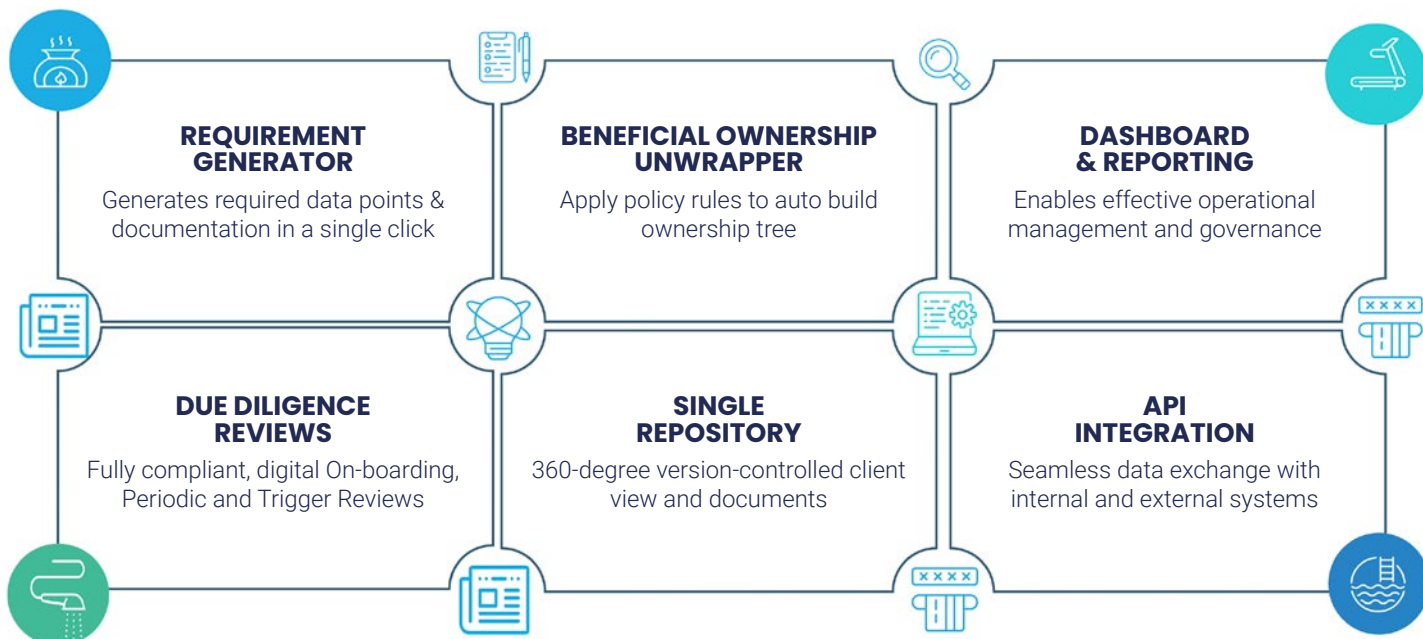 REQUIREMENT
GENERATOR
Generates required data points &
documentation in a single click
BENEFICIAL OWNERSHIP
UNWRAPPER
Apply policy rules to auto build
ownership tree
DASHBOARD
& REPORTING
Enables effective operational
management and governance
DUE DILIGENCE
REVIEWS
Fully compliant, digital On-boarding,
Periodic and Trigger Reviews
SINGLE
REPOSITORY
360-degree version-controlled client
view and documents
API
INTEGRATION
Seamless data exchange with
internal and external systems